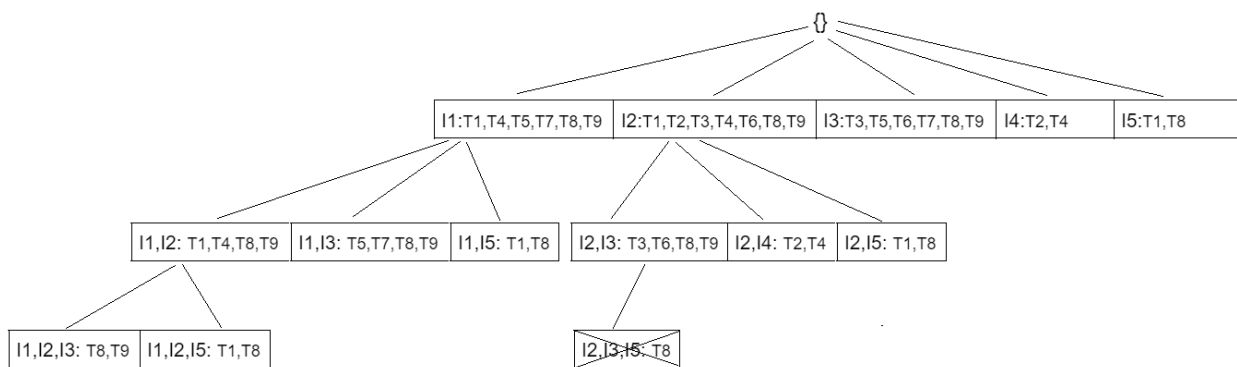 {}
I1:T1,T4,T5,T7,T8,T9 I2:T1,T2,T3,T4,T6,T8,T9 I3:T3,T5,T6,T7,T8,T9 I4:T2,T4 I5:T1,T8
I1,I2: T1,T4,T8,T9 I1,I3: T5,T7,T8,T9 I1,I5: T1,T8 I2,I3: T3,T6,T8,T9 I2,I4: T2,T4 I2,I5: T1,T8
I1,I2,I3: T8,T9 I1,I2,I5: T1,T8 I2,I3,I5: T8